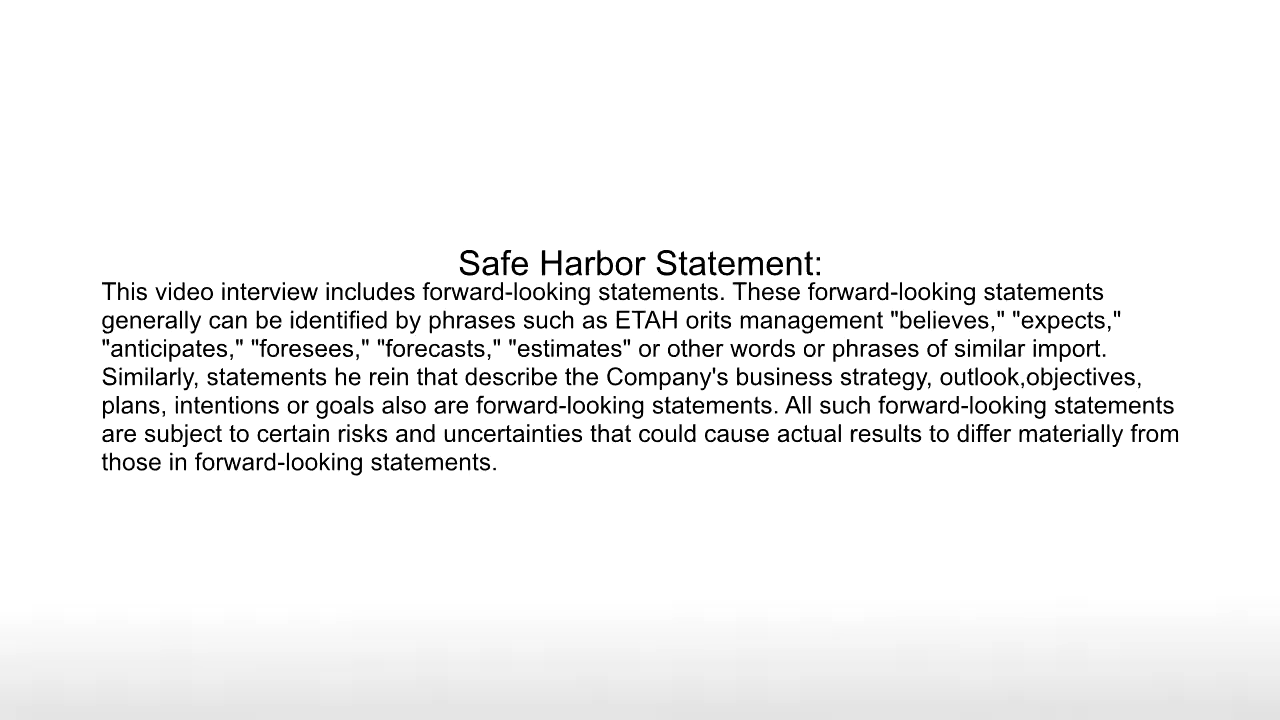 Safe Harbor Statement:
This video interview includes forward-looking statements. These forward-looking statements
generally can be identified by phrases such as ETAH orits management "believes," "expects,"
"anticipates," "foresees," "forecasts," "estimates" or other words or phrases of similar import.
Similarly, statements he rein that describe the Company's business strategy, outlook,objectives,
plans, intentions or goals also are forward-looking statements. All such forward-looking statements
are subject to certain risks and uncertainties that could cause actual results to differ materially from
those in forward-looking statements.